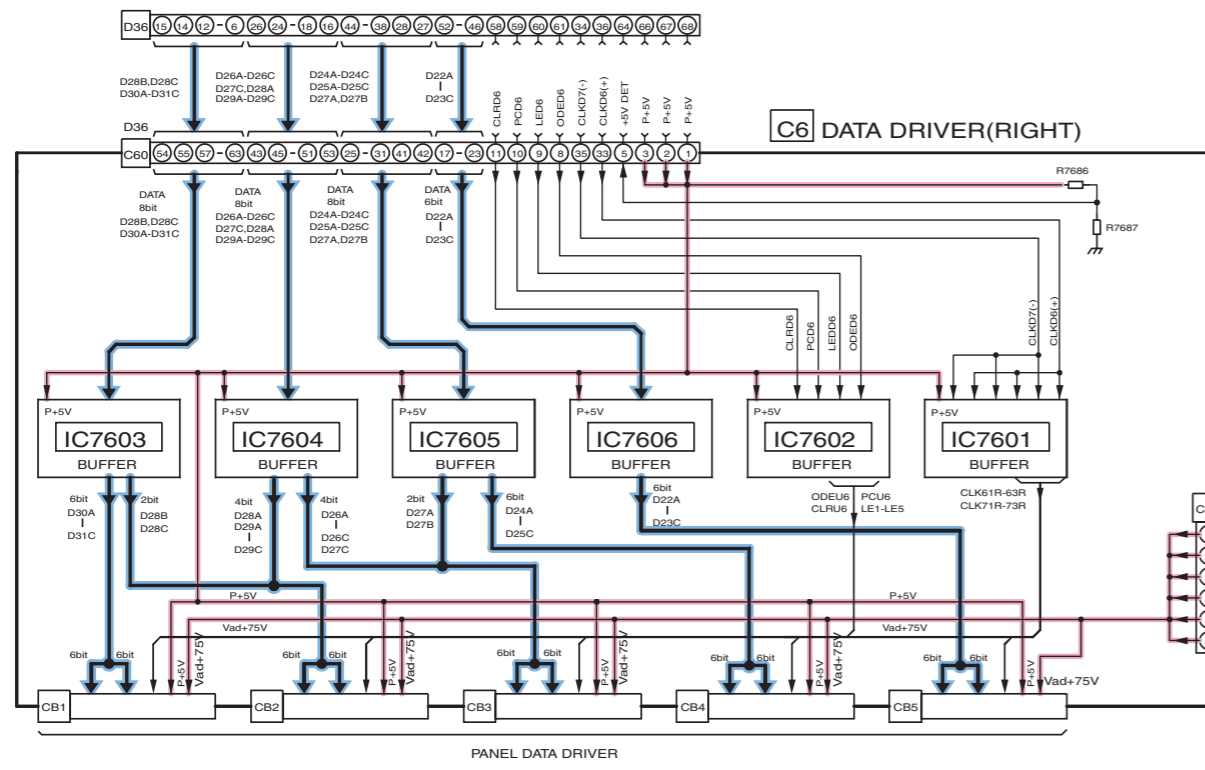 D36 15 14 12 - 6 26 24 - 18 16 44 - 38 28 27 52 - 46 58 59 60 61 34 36 64 66 67 68
D28B,D28C
D30A-D31C
D26A-D26C
D27C,D28A
D29A-D29C
D24A-D24C
D25A-D25C
D27A,D27B
D22A
D23C
CLRD6
PCD6
LED6
ODED6
CLKD7(-)
CLKD6(+)
+5V DET
P+5V
P+5V
P+5V
D36
C6 DATA DRIVER(RIGHT)
C60 54 55 57 - 63 43 45 - 51 53 25 - 31 41 42 17 - 23 11 10 9 8 35 33 5 3 2 1
R7686
R7687
DATA
8bit
D28B,D28C
D30A-D31C
DATA
8bit
D26A-D26C
D27C,D28A
D29A-D29C
DATA
8bit
D24A-D24C
D25A-D25C
D27A,D27B
DATA
6bit
D22A
D23C
CLRD6
PCD6
LEDD6
ODED6
CLKD7(-)
CLKD6(+)
P+5V
IC7603
BUFFER
P+5V
IC7604
BUFFER
P+5V
IC7605
BUFFER
P+5V
IC7606
BUFFER
P+5V
IC7602
BUFFER
P+5V
IC7601
BUFFER
6bit
D30A
D31C
2bit
D28B
D28C
4bit
D28A
D29A
D29C
4bit
D26A
D26C
D27C
2bit
D27A
D27B
6bit
D24A
D25C
6bit
D22A
D23C
ODEU6
CLRU6
PCU6
LE1-LE5
CLK61R-63R
CLK71R-73R
C
P+5V
P+5V
Vad+75V
Vad+75V
6bit
6bit
P+5V
Vad+75V
6bit
6bit
P+5V
Vad+75V
6bit
6bit
P+5V
Vad+75V
6bit
6bit
P+5V
Vad+75V
6bit
6bit
P+5V
Vad+75V
CB1
CB2
CB3
CB4
CB5
PANEL DATA DRIVER